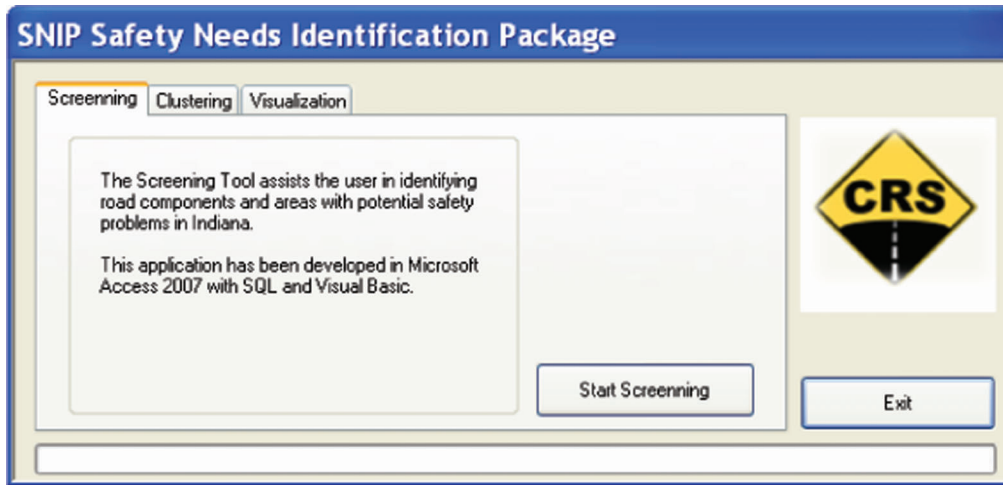 SNIP Safety Needs Identification Package
Screenning Clustering Visualization
The Screening Tool assists the user in identifying
road components and areas with potential safety
problems in Indiana.
This application has been developed in Microsoft
Access 2007 with SQL and Visual Basic.
CRS
Start Screenning
Exit